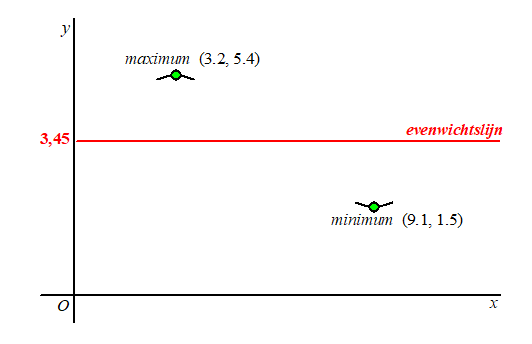 y
maximum (3.2, 5.4)
evenwichtslijn
3,45
minimum (9.1, 1.5)
O
x